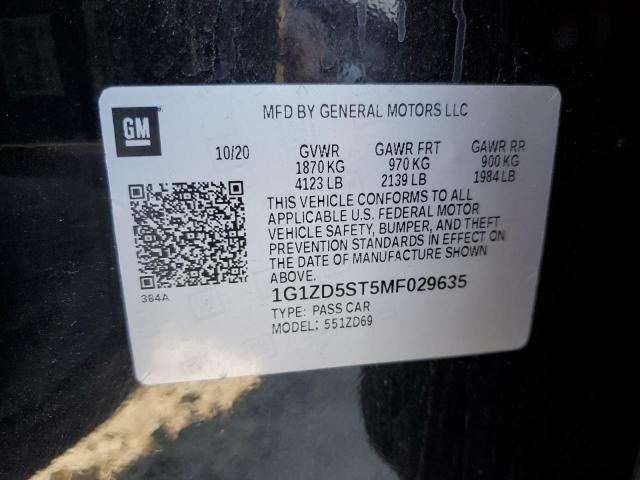 GM
MFD BY GENERAL MOTORS LLC
10/20 GVWR GAWR FRT GAWR RR
1870 KG 970 KG 900 KG
4123 LB 2139 LB 1984 LB
THIS VEHICLE CONFORMS TO ALL
APPLICABLE U.S. FEDERAL MOTOR
VEHICLE SAFETY, BUMPER, AND THEFT
PREVENTION STANDARDS IN EFFECT ON
THE DATE OF MANUFACTURE SHOWN
ABOVE.
384A
1G1ZD5ST5MF029635
TYPE: PASS CAR
MODEL: 551ZD69